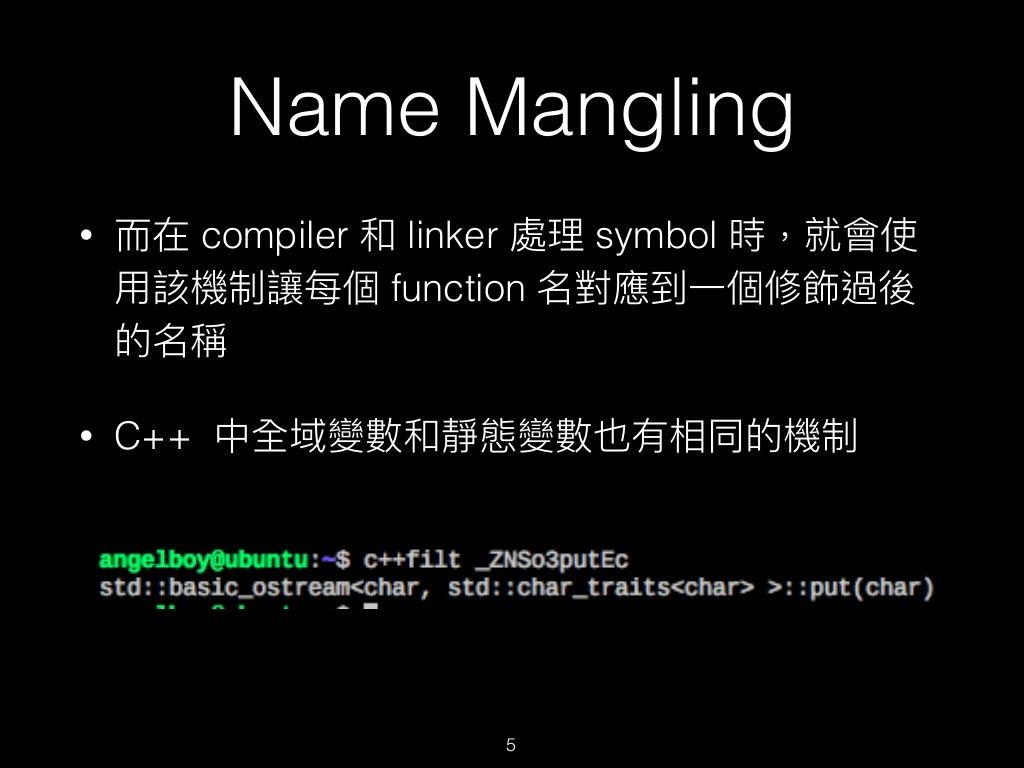 Name Mangling
• 而在 compiler 和 linker 處理 symbol 時，就會使
用該機制讓每個 function 名對應到一個修飾過後
的名稱
• C++ 中全域變數和靜態變數也有相同的機制
angelboy@ubuntu:~$ c++filt _ZNSo3putEc
std::basic_ostream<char, std::char_traits<char> >::put(char)
5